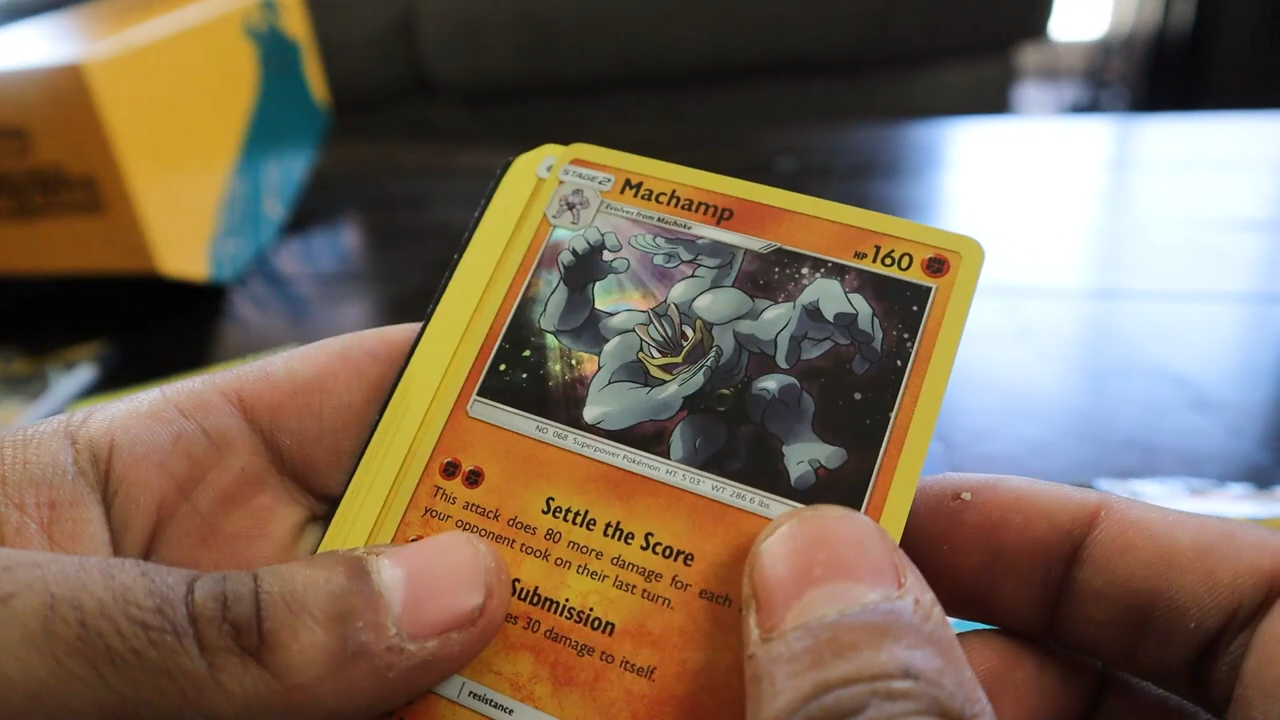 STAGE 2
Machamp
Evolves from Machoke
HP 160
NO 068 Superpower Pokémon HT 5'03" WT: 286.6 lbs.
Settle the Score
This attack does 80 more damage for each
your opponent took on their last turn.
Submission
30 damage to itself.
resistance